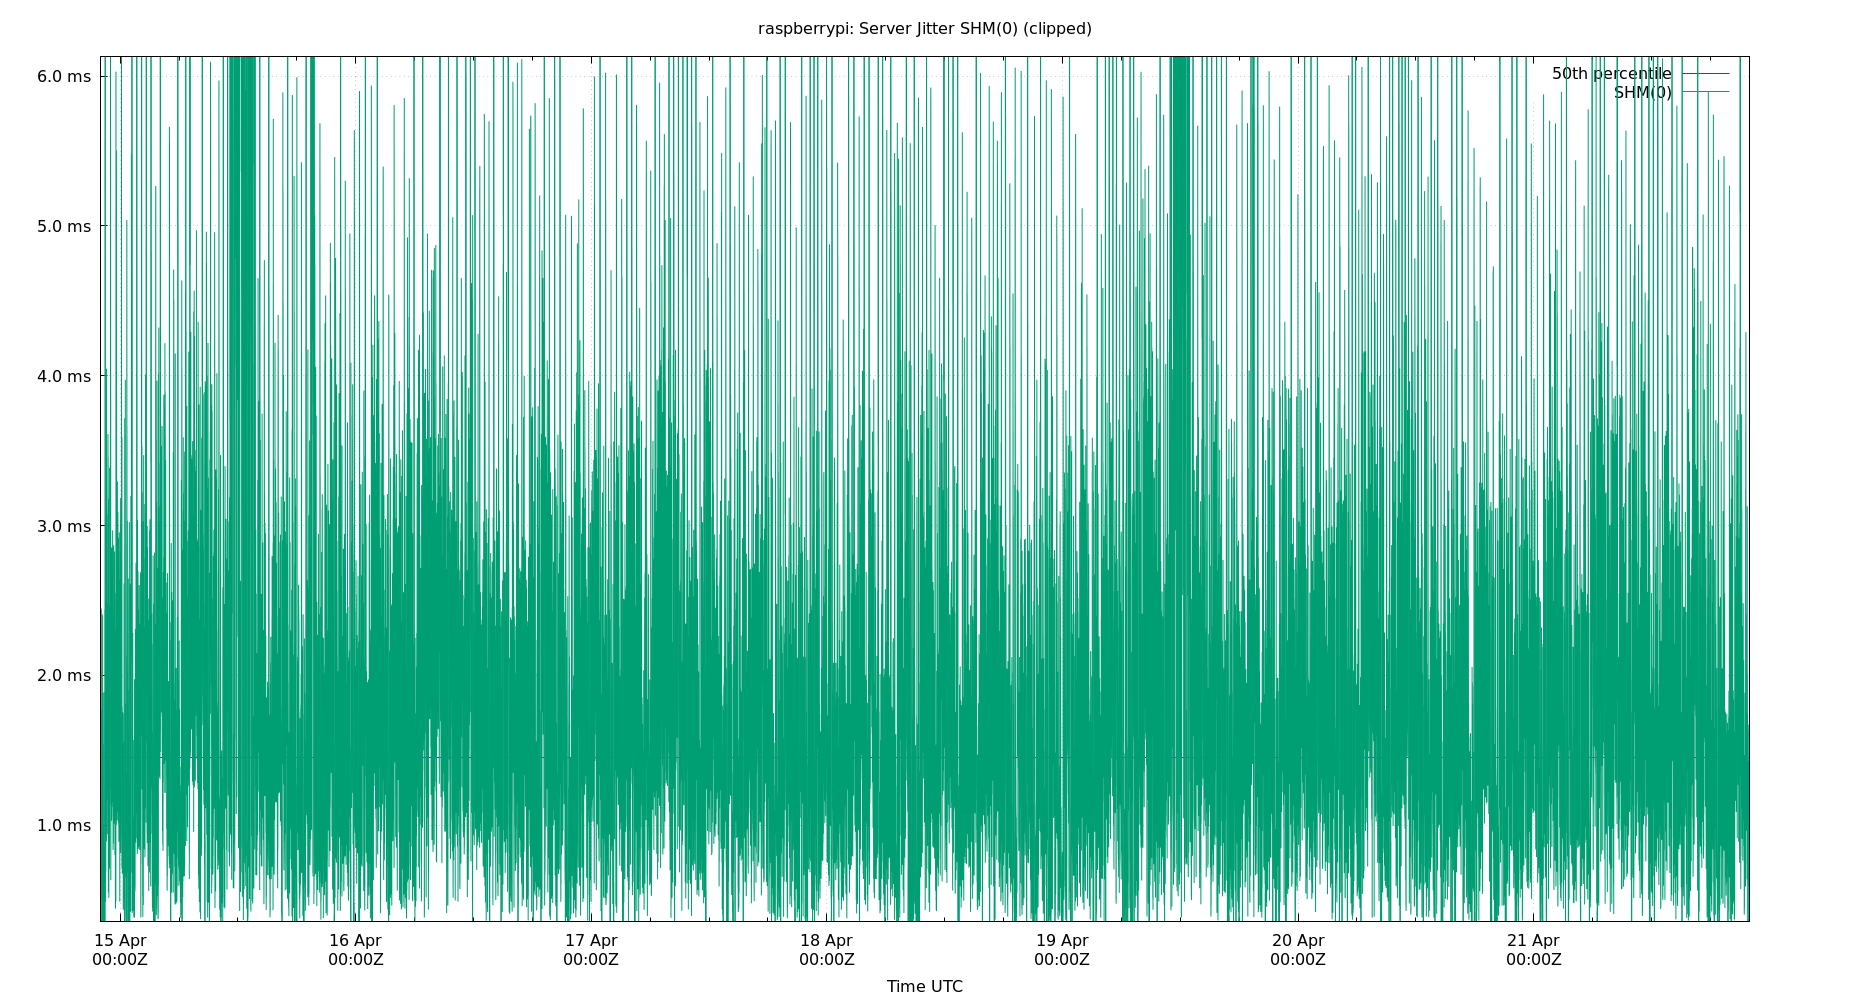 raspberrypi: Server Jitter SHM(0) (clipped)
6.0 ms
5.0 ms
4.0 ms
3.0 ms
2.0 ms
1.0 ms
50th percentile
SHM(0)
15 Apr 16 Apr 17 Apr 18 Apr 19 Apr 20 Apr 21 Apr
00:00Z 00:00Z 00:00Z 00:00Z 00:00Z 00:00Z 00:00Z
Time UTC